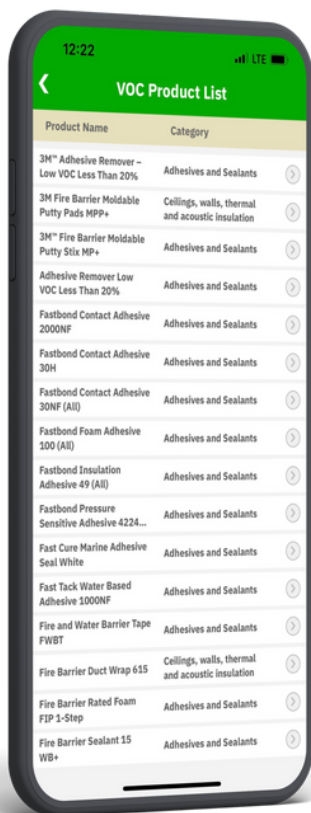 12:22
LTE
VOC Product List
Product Name Category
3M™ Adhesive Remover –
Low VOC Less Than 20%
Adhesives and Sealants
3M Fire Barrier Moldable
Putty Pads MPP+
Ceilings, walls, thermal
and acoustic insulation
3M™ Fire Barrier Moldable
Putty Stix MP+
Adhesives and Sealants
Adhesive Remover Low
VOC Less Than 20%
Adhesives and Sealants
Fastbond Contact Adhesive
2000NF
Adhesives and Sealants
Fastbond Contact Adhesive
30H
Adhesives and Sealants
Fastbond Contact Adhesive
30NF (All)
Adhesives and Sealants
Fastbond Foam Adhesive
100 (All)
Adhesives and Sealants
Fastbond Insulation
Adhesive 49 (All)
Adhesives and Sealants
Fastbond Pressure
Sensitive Adhesive 4224...
Adhesives and Sealants
Fast Cure Marine Adhesive
Seal White
Adhesives and Sealants
Fast Tack Water Based
Adhesive 1000NF
Adhesives and Sealants
Fire and Water Barrier Tape
FWBT
Adhesives and Sealants
Fire Barrier Duct Wrap 615
Ceilings, walls, thermal
and acoustic insulation
Fire Barrier Rated Foam
FIP 1-Step
Adhesives and Sealants
Fire Barrier Sealant 15
WB+
Adhesives and Sealants